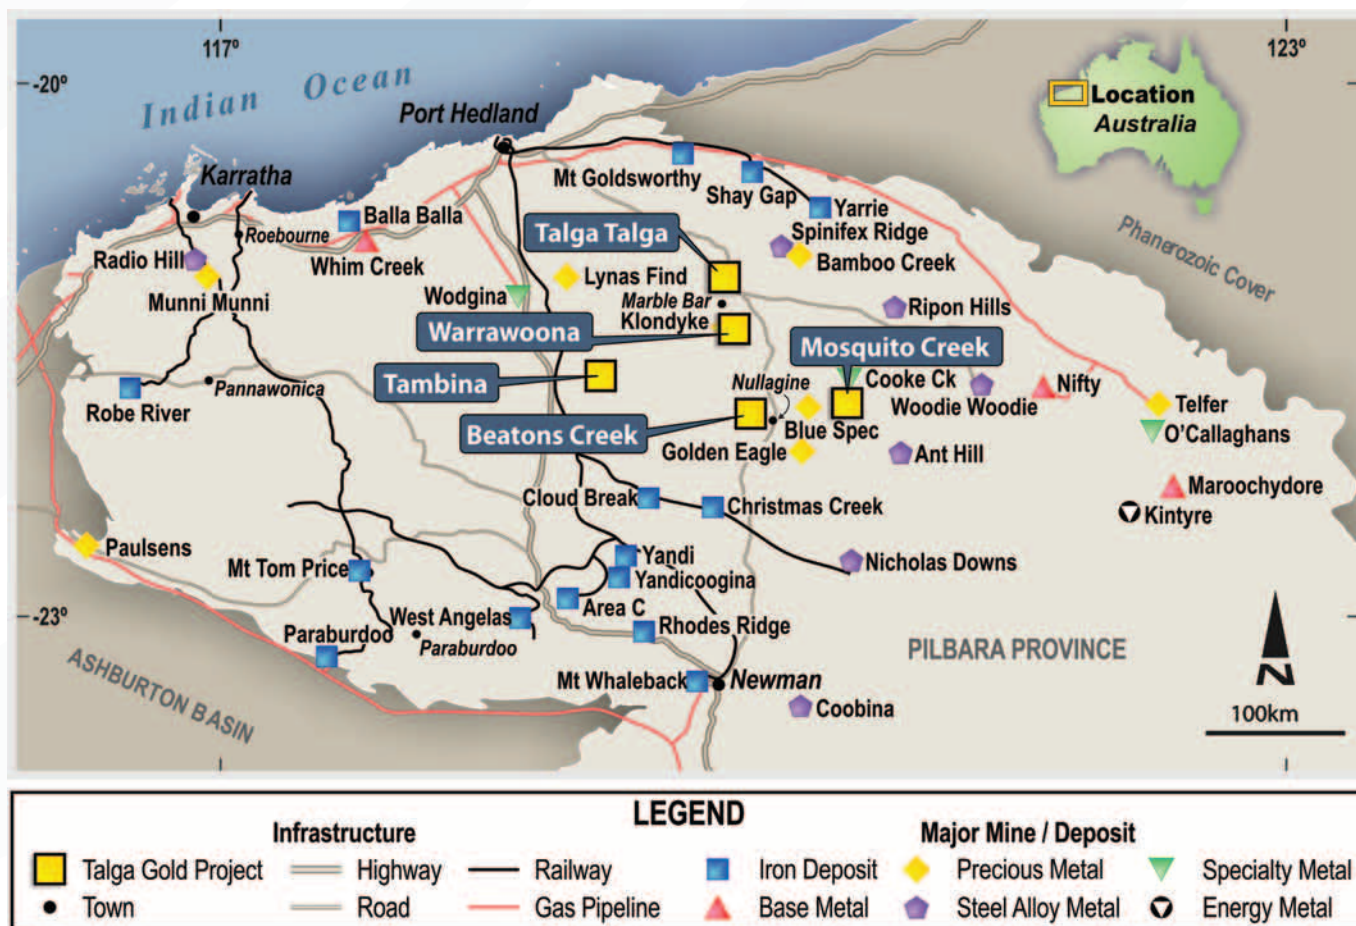 117°
123°
-20°
Indian Ocean
Port Hedland
Location
Australia
Karratha
Mt Goldsworthy
Shay Gap
Yarrie
Balla Balla
Roebourne
Talga Talga
Spinifex Ridge
Phanerozoic Cover
Radio Hill
Whim Creek
Bamboo Creek
Lynas Find
Munni Munni
Wodgina
Marble Bar
Ripon Hills
Klondyke
Warrawoona
Mosquito Creek
Tambina
Pannawonica
Nullagine
Cooke Ck
Nifty
Robe River
Woodie Woodie
Telfer
Beatons Creek
Blue Spec
O'Callaghans
Golden Eagle
Ant Hill
Maroochydore
Cloud Break
Christmas Creek
Kintyre
Paulsens
Yandi
Nicholas Downs
Mt Tom Price
Yandicoogina
Area C
-23°
West Angelas
Rhodes Ridge
Paraburdoo
Paraburdoo
PILBARA PROVINCE
N
ASHBURTON BASIN
Mt Whaleback
Newman
Coobina
100km
LEGEND
Infrastructure
Major Mine / Deposit
Talga Gold Project
Highway
Railway
Iron Deposit
Precious Metal
Specialty Metal
Town
Road
Gas Pipeline
Base Metal
Steel Alloy Metal
Energy Metal